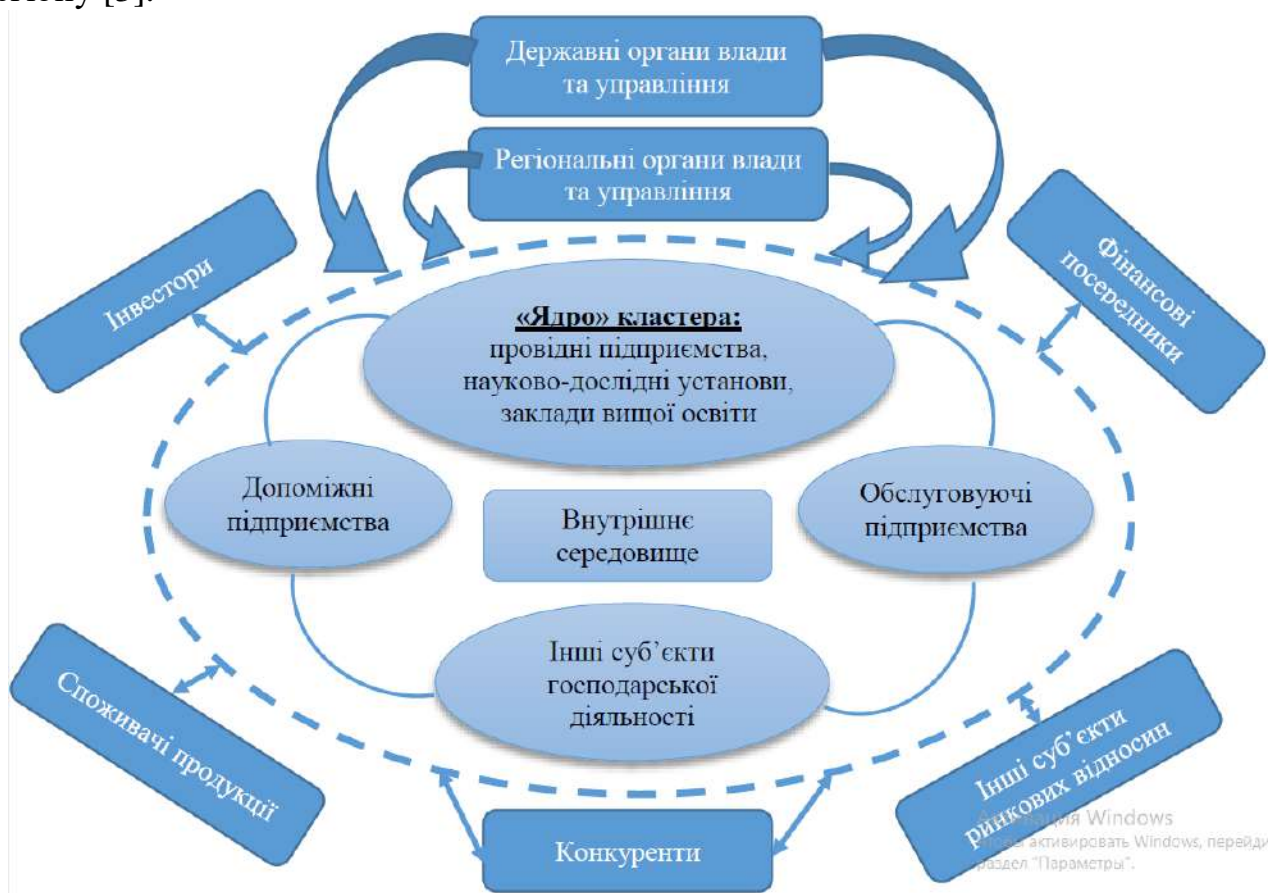 [5].
Державні органи влади
та управління
Регіональні органи влади
та управління
Інвестори
Фінансові
посередники
«Ядро» кластера:
провідні підприємства,
науково-дослідні установи,
заклади вищої освіти
Допоміжні
підприємства
Внутрішнє
середовище
Обслуговуючі
підприємства
Інші суб’єкти
господарської
діяльності
Споживачі продукції
Інші суб’єкти
ринкових відносин
Конкуренти
Windows
активировать Windows, перейди
раздел "Параметры".